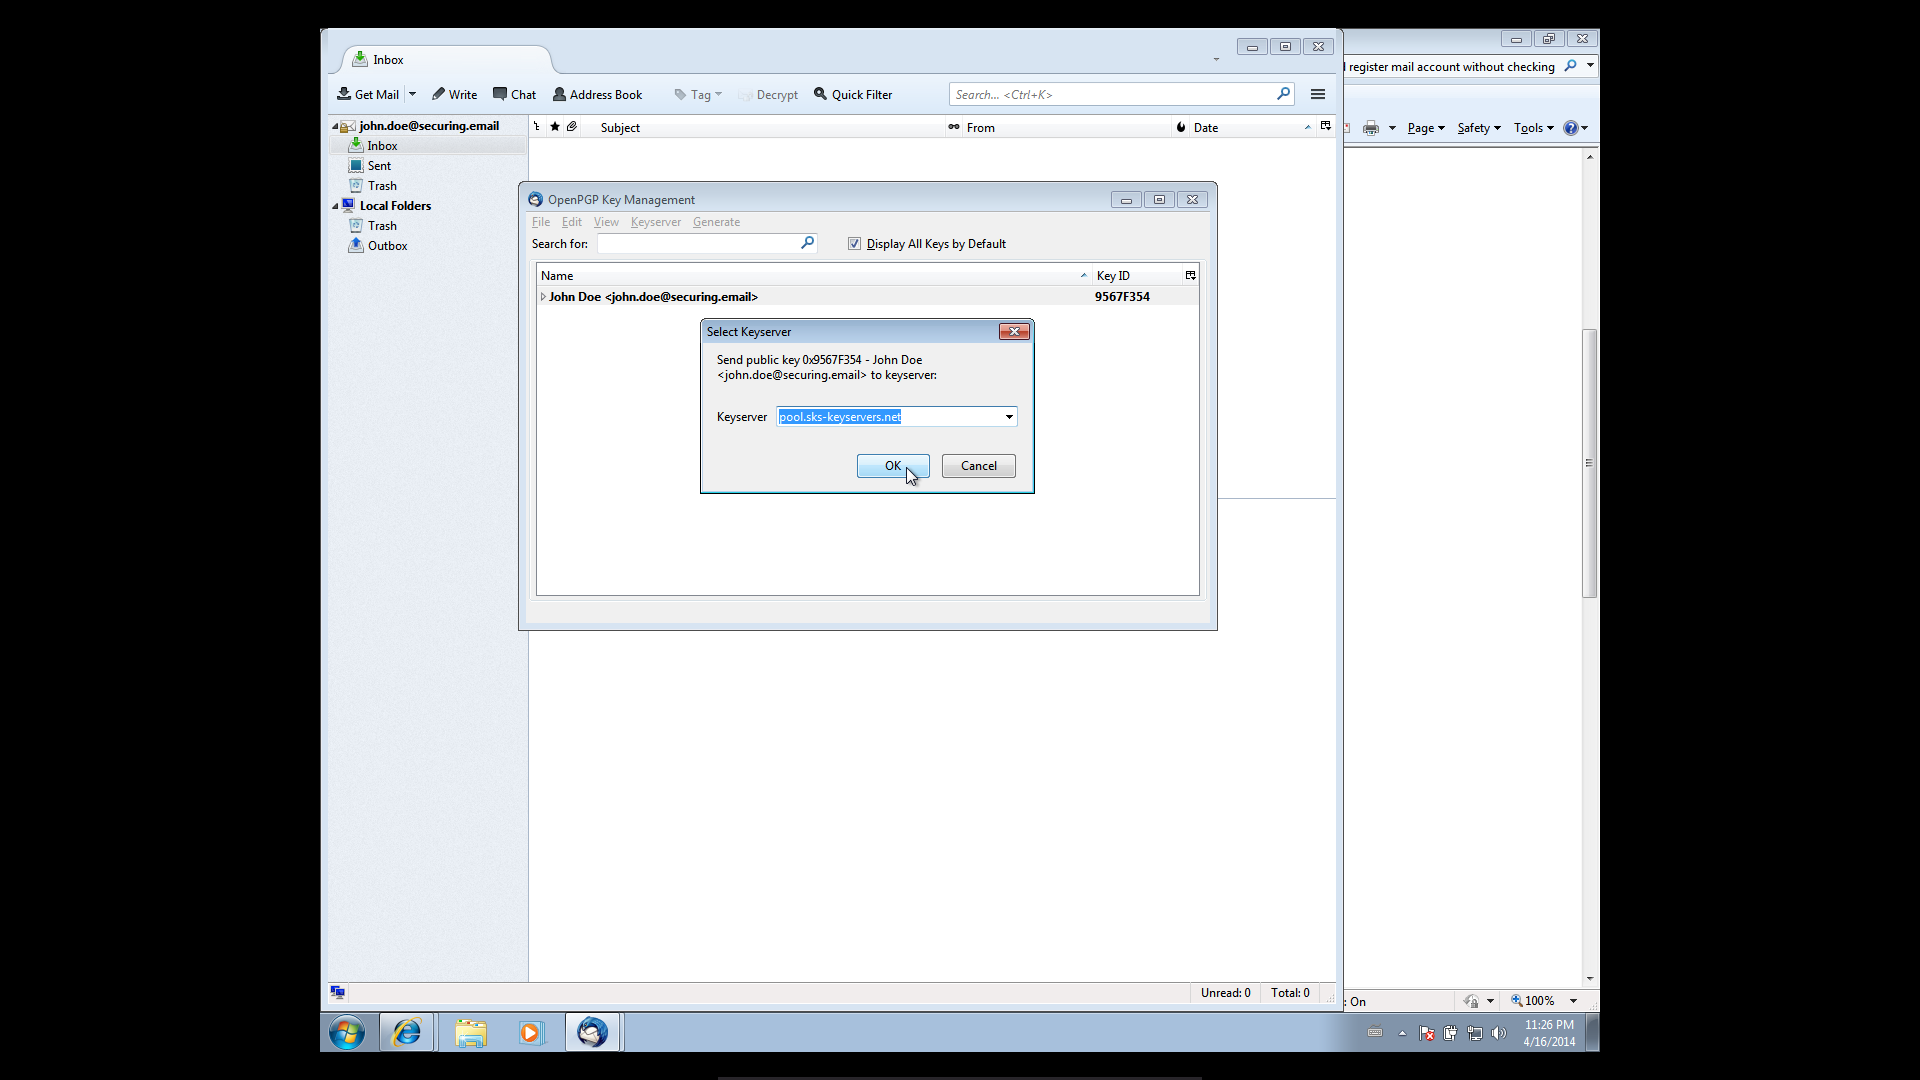 Inbox
l register mail account without checking
Get Mail
Write
Chat
Address Book
Tag
Decrypt
Quick Filter
Search... <Ctrl+K>
john.doe@securing.email
Subject
From
Date
Page
Safety
Tools
Inbox
Sent
Trash
Local Folders
Trash
Outbox
OpenPGP Key Management
File Edit View Keyserver Generate
Search for:
Display All Keys by Default
Name
Key ID
John Doe <john.doe@securing.email>
9567F354
Select Keyserver
Send public key 0x9567F354 - John Doe
<john.doe@securing.email> to keyserver:
Keyserver
pool.sks-keyservers.net
OK
Cancel
Unread: 0
Total: 0
: On
100%
11:26 PM
4/16/2014